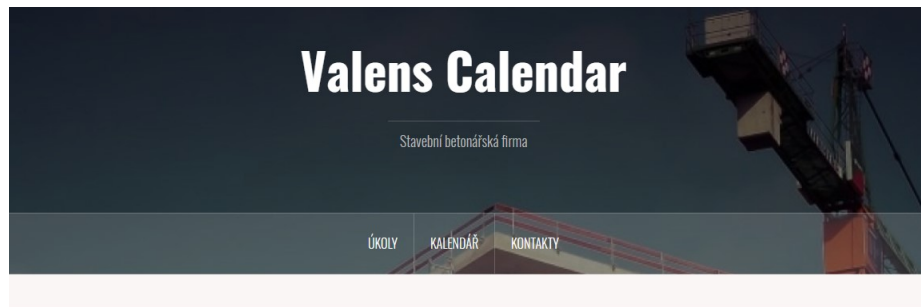 Valens Calendar
Stavební betonářská firma
ÚKOLY KALENDÁŘ KONTAKTY